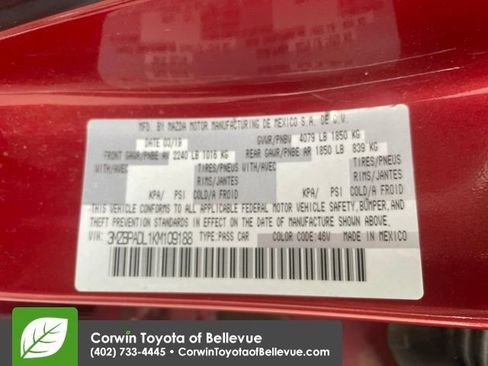 MFD. BY MAZDA MOTOR MANUFACTURING DE MEXICO S.A. DE C.V.
DATE 03/19 GVWR/PNBV 4079 LB 1850 KG
FRONT GAWR/PNBE AV 2240 LB 1016 KG REAR GAWR/PNBE AR 1850 LB 839 KG
WITH/AVEC TIRES/PNEUS WITH/AVEC TIRES/PNEUS
RIMS/JANTES RIMS/JANTES
KPA/ PSI COLD/A FROID KPA/ PSI COLD/A FROID
THIS VEHICLE CONFORMS TO ALL APPLICABLE FEDERAL MOTOR VEHICLE SAFETY, BUMPER, AND
THEFT PREVENTION STANDARDS IN EFFECT ON THE DATE OF MANUFACTURE SHOWN ABOVE.
VIN: 3MZBPADL1KM109188 TYPE: PASS CAR COLOR CODE: 46V MADE IN MEXICO
Corwin Toyota of Bellevue
(402) 733-4445 • CorwinToyotaofBellevue.com